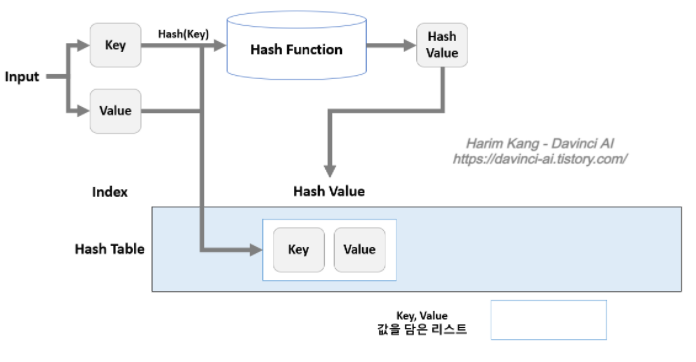 Input
Key
Value
Hash(Key)
Hash Function
Hash
Value
Harim Kang - Davinci AI
https://davinci-ai.tistory.com/
Index
Hash Value
Hash Table
Key
Value
Key, Value
값을 담은 리스트